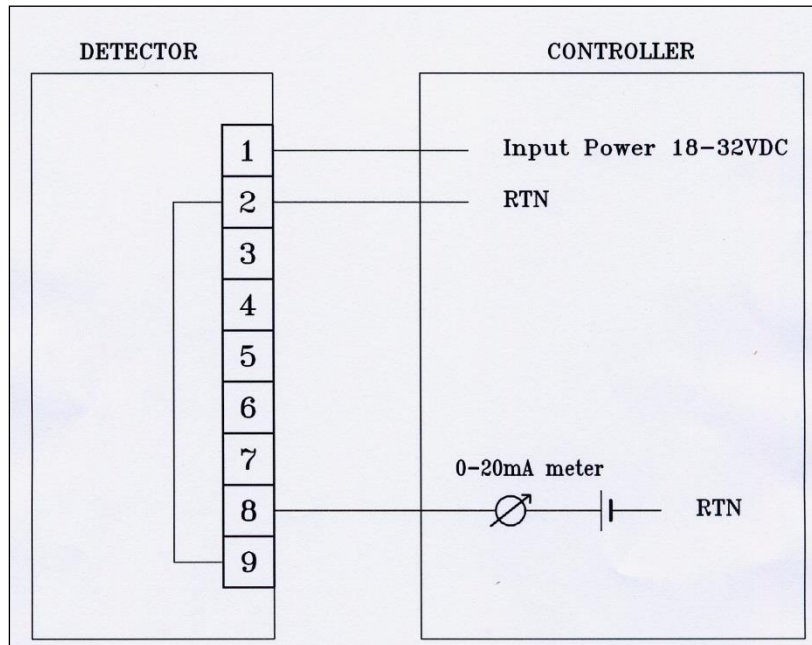 DETECTOR
CONTROLLER
1
Input Power 18-32VDC
2
RTN
3
4
5
6
7
0-20mA meter
8
RTN
9